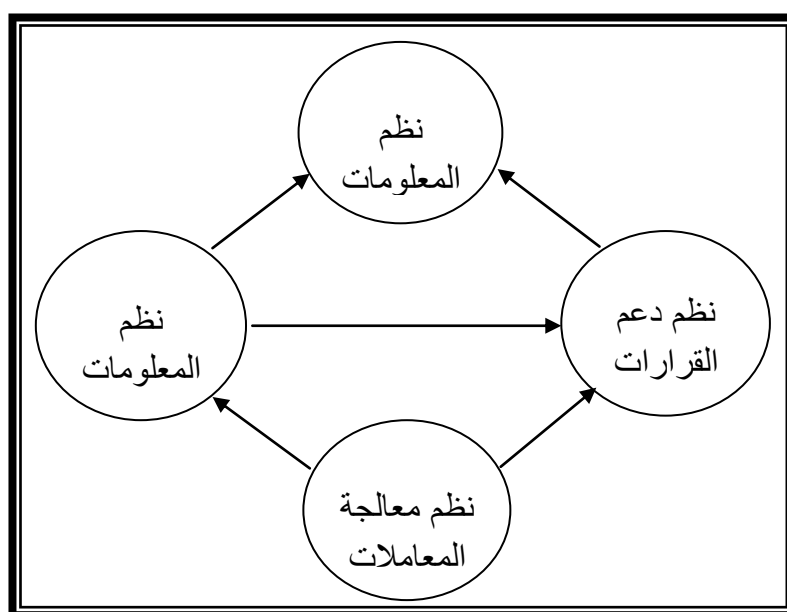 نظم
المعلومات
نظم
المعلومات
نظم دعم
القرارات
نظم معالجة
المعاملات